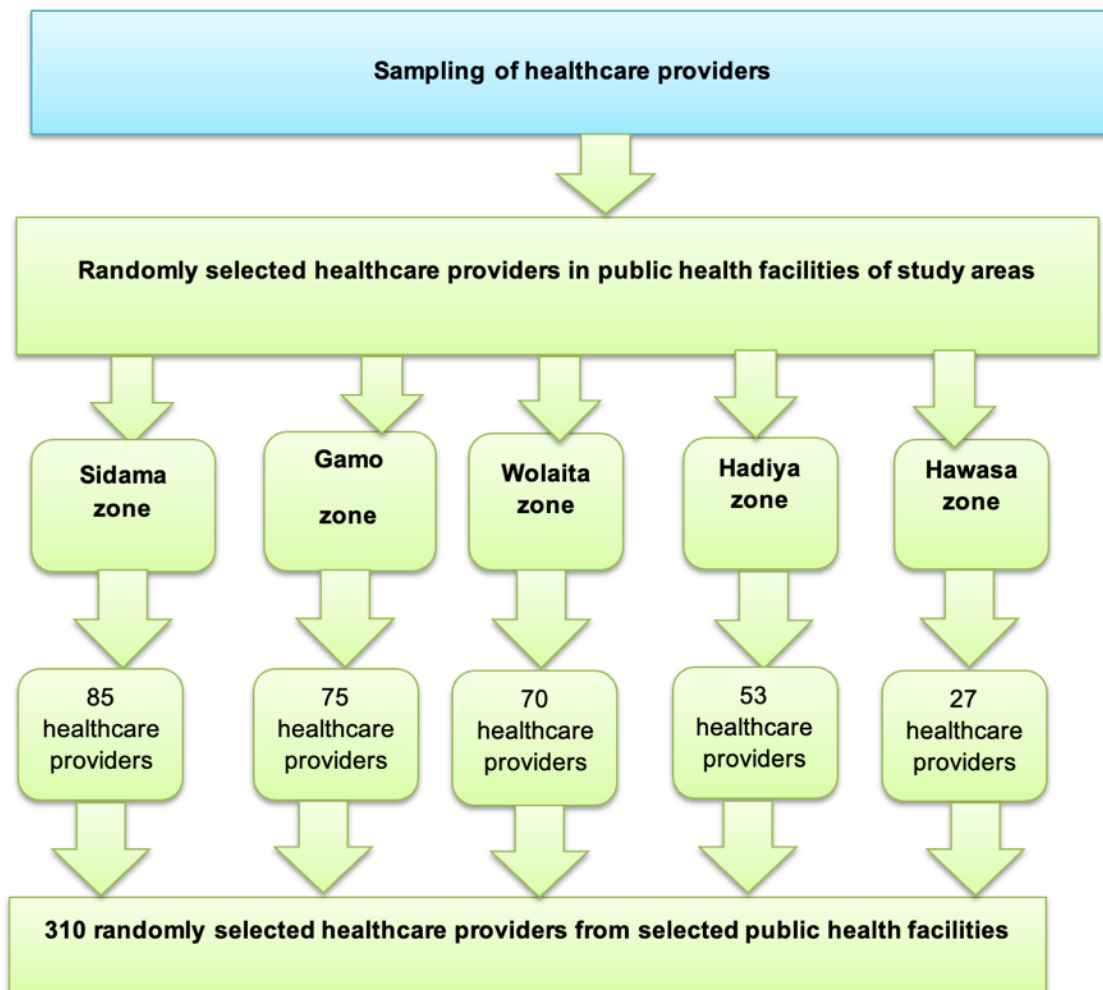 Sampling of healthcare providers
Randomly selected healthcare providers in public health facilities of study areas
Sidama
zone
Gamo
zone
Wolaita
zone
Hadiya
zone
Hawasa
zone
85
healthcare
providers
75
healthcare
providers
70
healthcare
providers
53
healthcare
providers
27
healthcare
providers
310 randomly selected healthcare providers from selected public health facilities